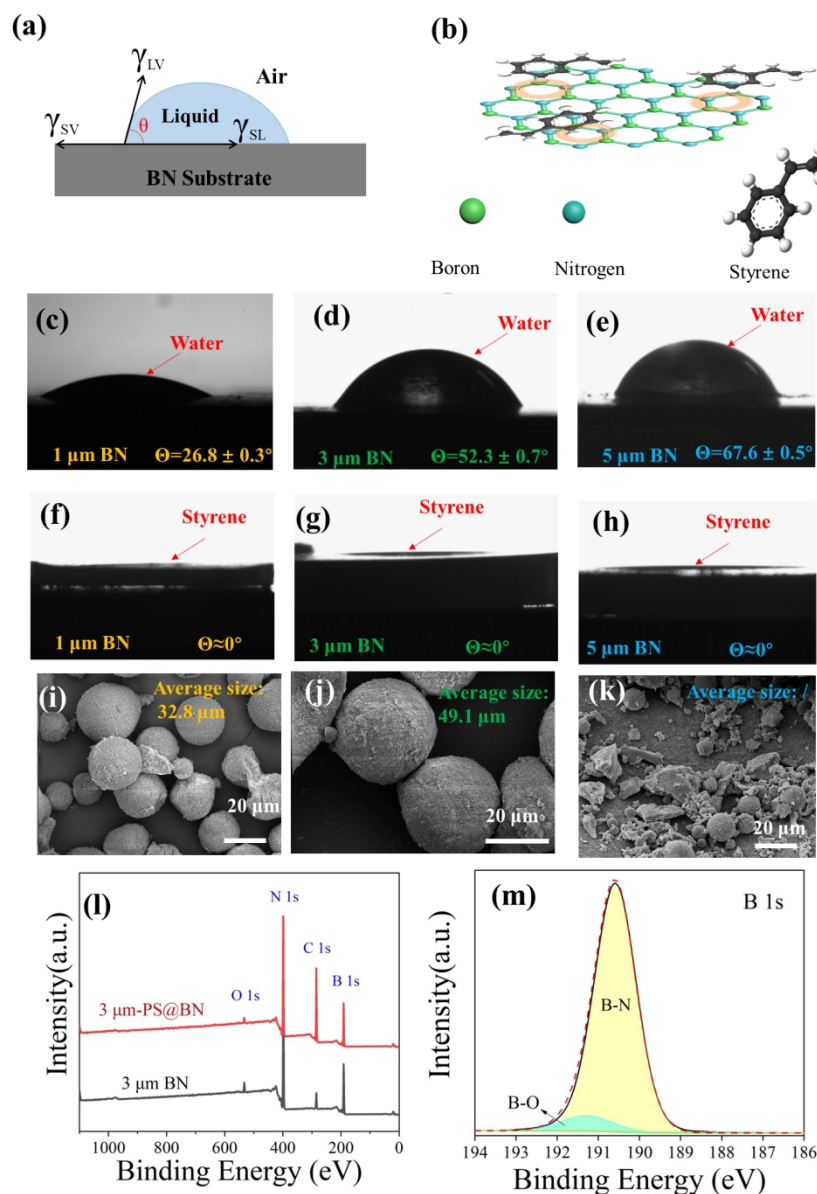 (a)
γLV
Air
Liquid
γSV
θ
γSL
BN Substrate
(b)
Boron
Nitrogen
Styrene
(c)
Water
1 μm BN
Θ=26.8 ± 0.3°
(d)
Water
3 μm BN
Θ=52.3 ± 0.7°
(e)
Water
5 μm BN
Θ=67.6 ± 0.5°
(f)
Styrene
1 μm BN
Θ≈0°
(g)
Styrene
3 μm BN
Θ≈0°
(h)
Styrene
5 μm BN
Θ≈0°
(i)
Average size:
32.8 μm
20 μm
(j)
Average size:
49.1 μm
20 μm
(k)
Average size: /
20 μm
(l)
N 1s
C 1s
B 1s
O 1s
3 μm-PS@BN
3 μm BN
Intensity(a.u.)
1000 800 600 400 200 0
Binding Energy (eV)
(m)
B 1s
B-N
B-O
Intensity(a.u.)
194 193 192 191 190 189 188 187 186
Binding Energy (eV)